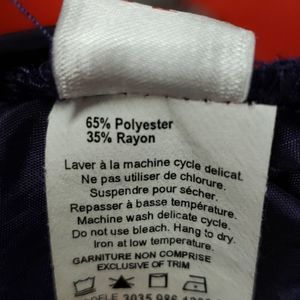 65% Polyester
35% Rayon
Laver à la machine cycle delicat.
Ne pas utiliser de chlorure.
Suspendre pour sécher.
Repasser à basse température.
Machine wash delicate cycle.
Do not use bleach. Hang to dry.
Iron at low temperature.
GARNITURE NON COMPRISE
EXCLUSIVE OF TRIM
3035 986